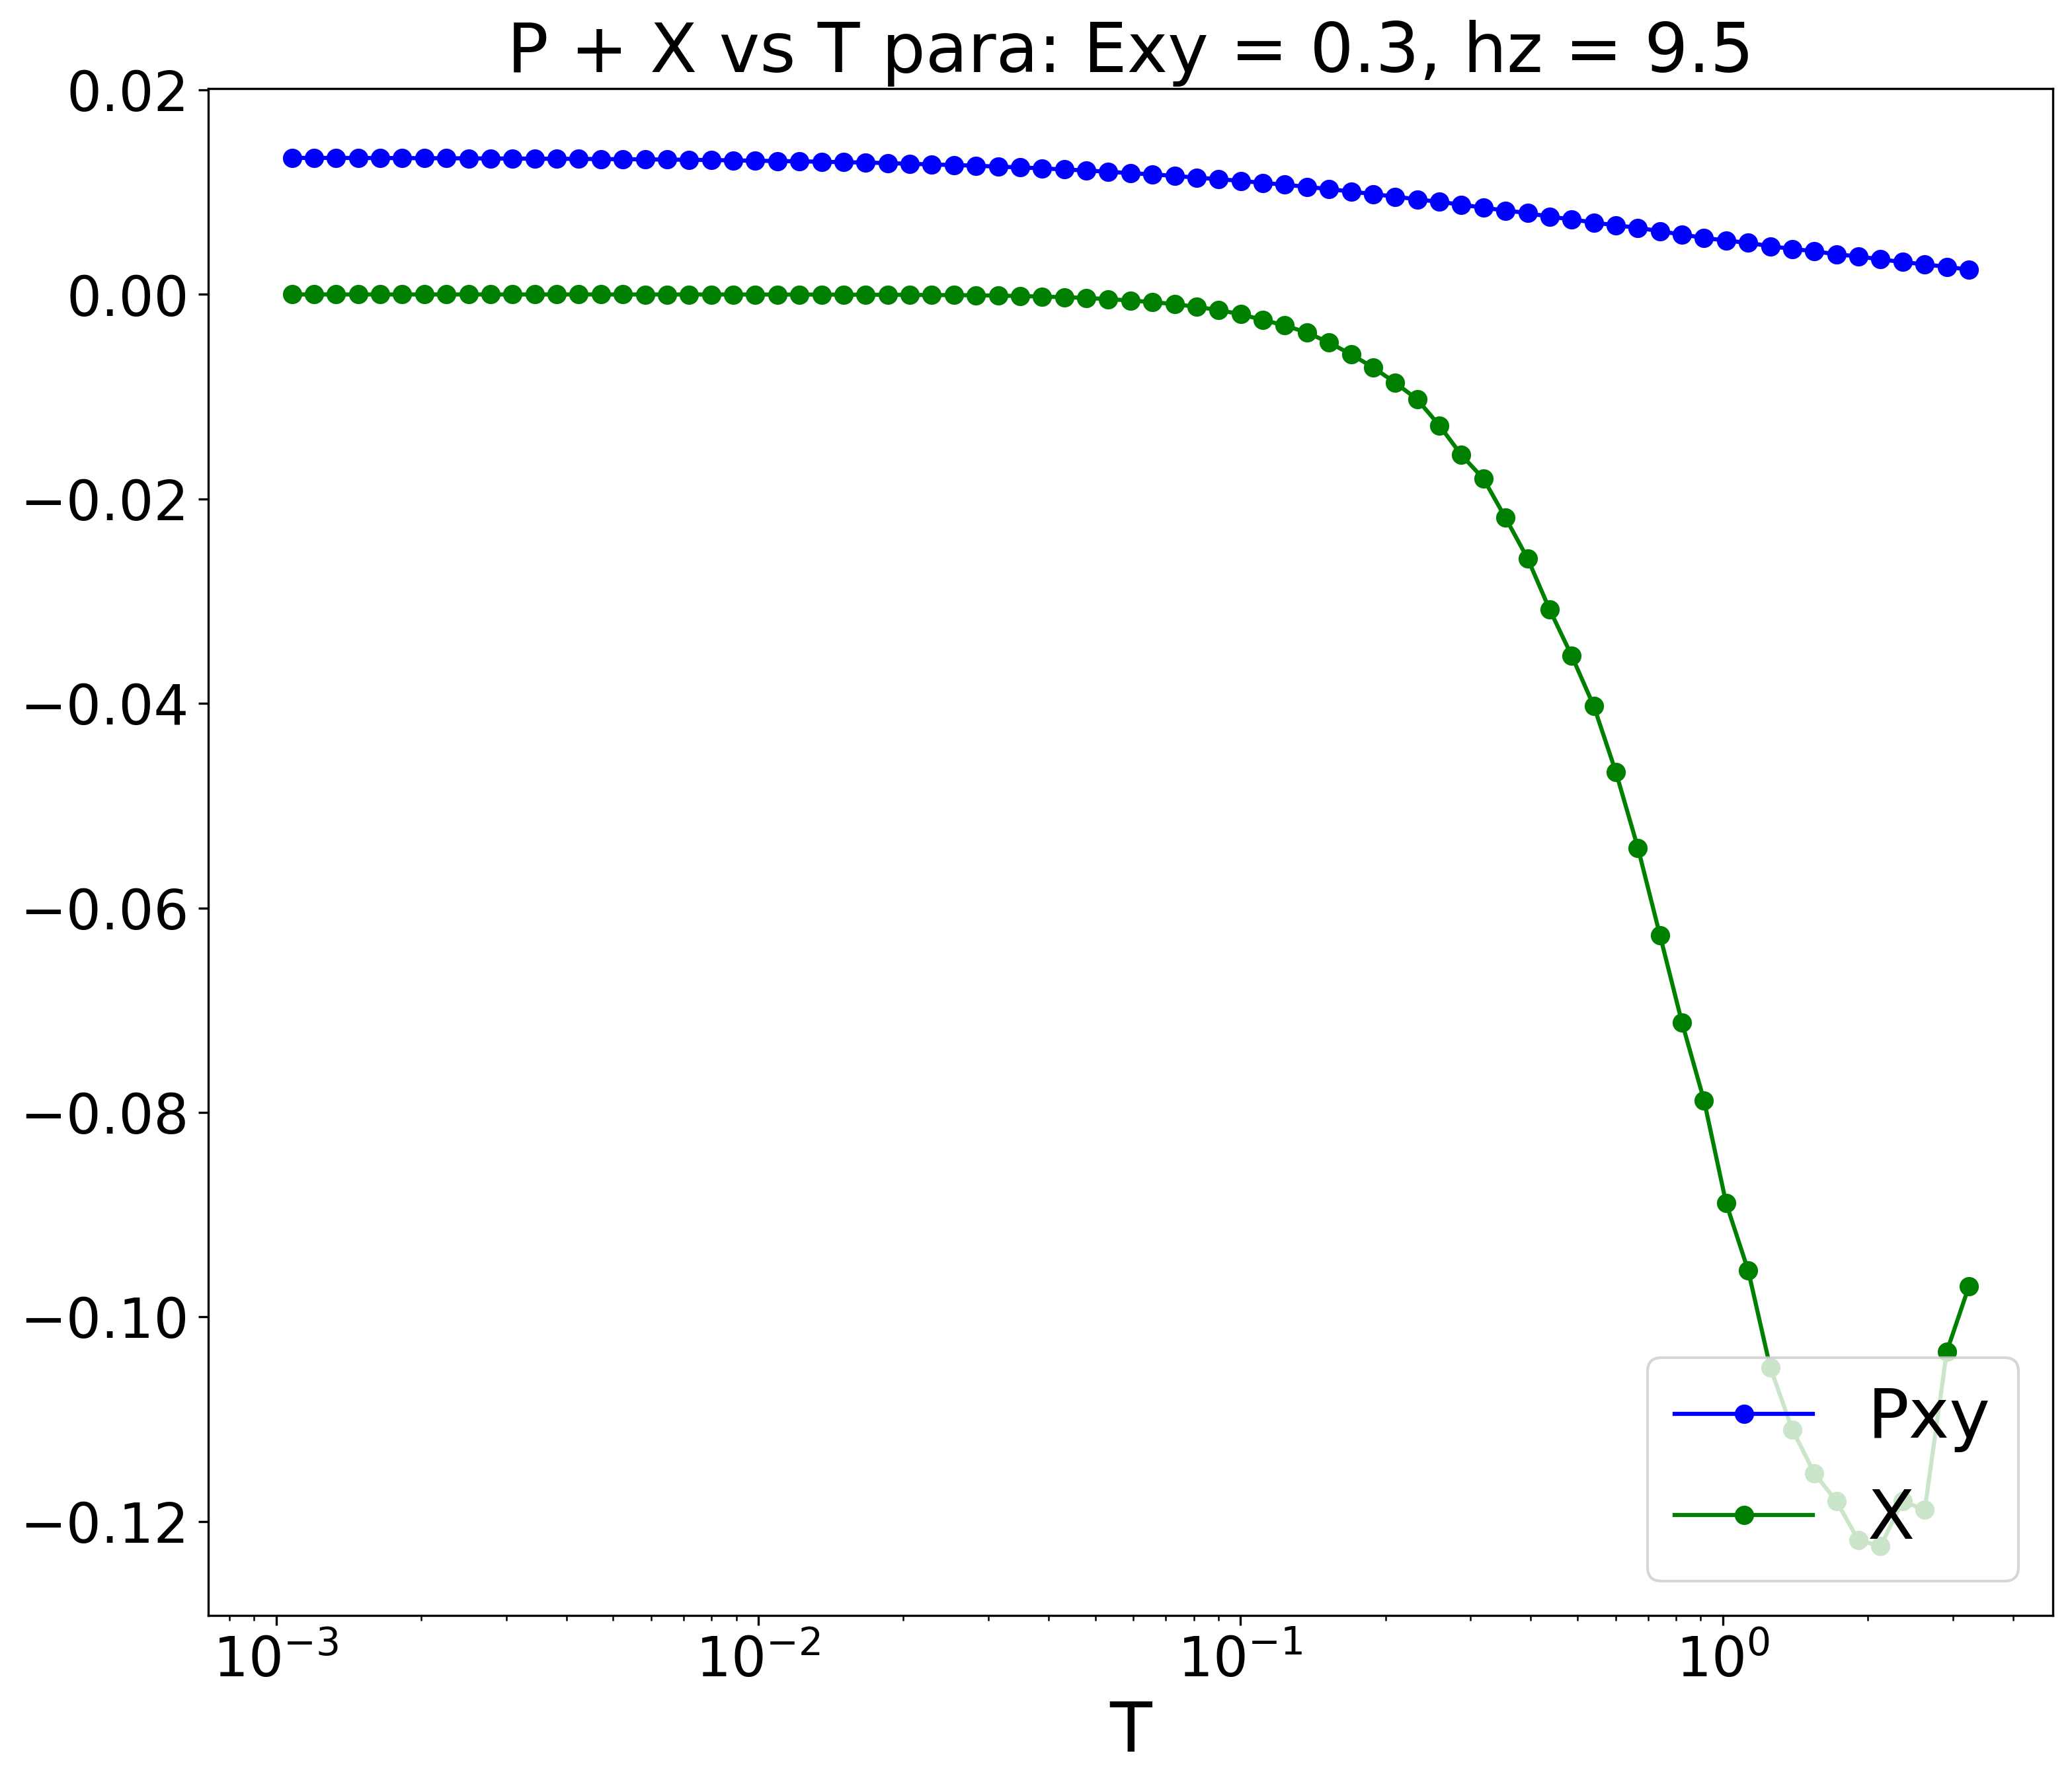 P + X vs T para: Exy = 0.3, hz = 9.5
0.02
0.00
−0.02
−0.04
−0.06
−0.08
−0.10
−0.12
Pxy
X
10⁻³ 10⁻² 10⁻¹ 10⁰
T